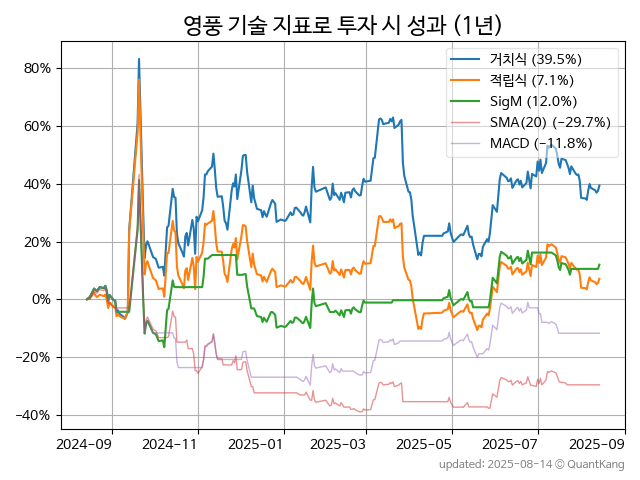 영풍 기술 지표로 투자 시 성과 (1년)
거치식 (39.5%)
적립식 (7.1%)
SigM (12.0%)
SMA(20) (−29.7%)
MACD (−11.8%)
80%
60%
40%
20%
0%
−20%
−40%
2024-09 2024-11 2025-01 2025-03 2025-05 2025-07 2025-09
updated: 2025-08-14 © QuantKang